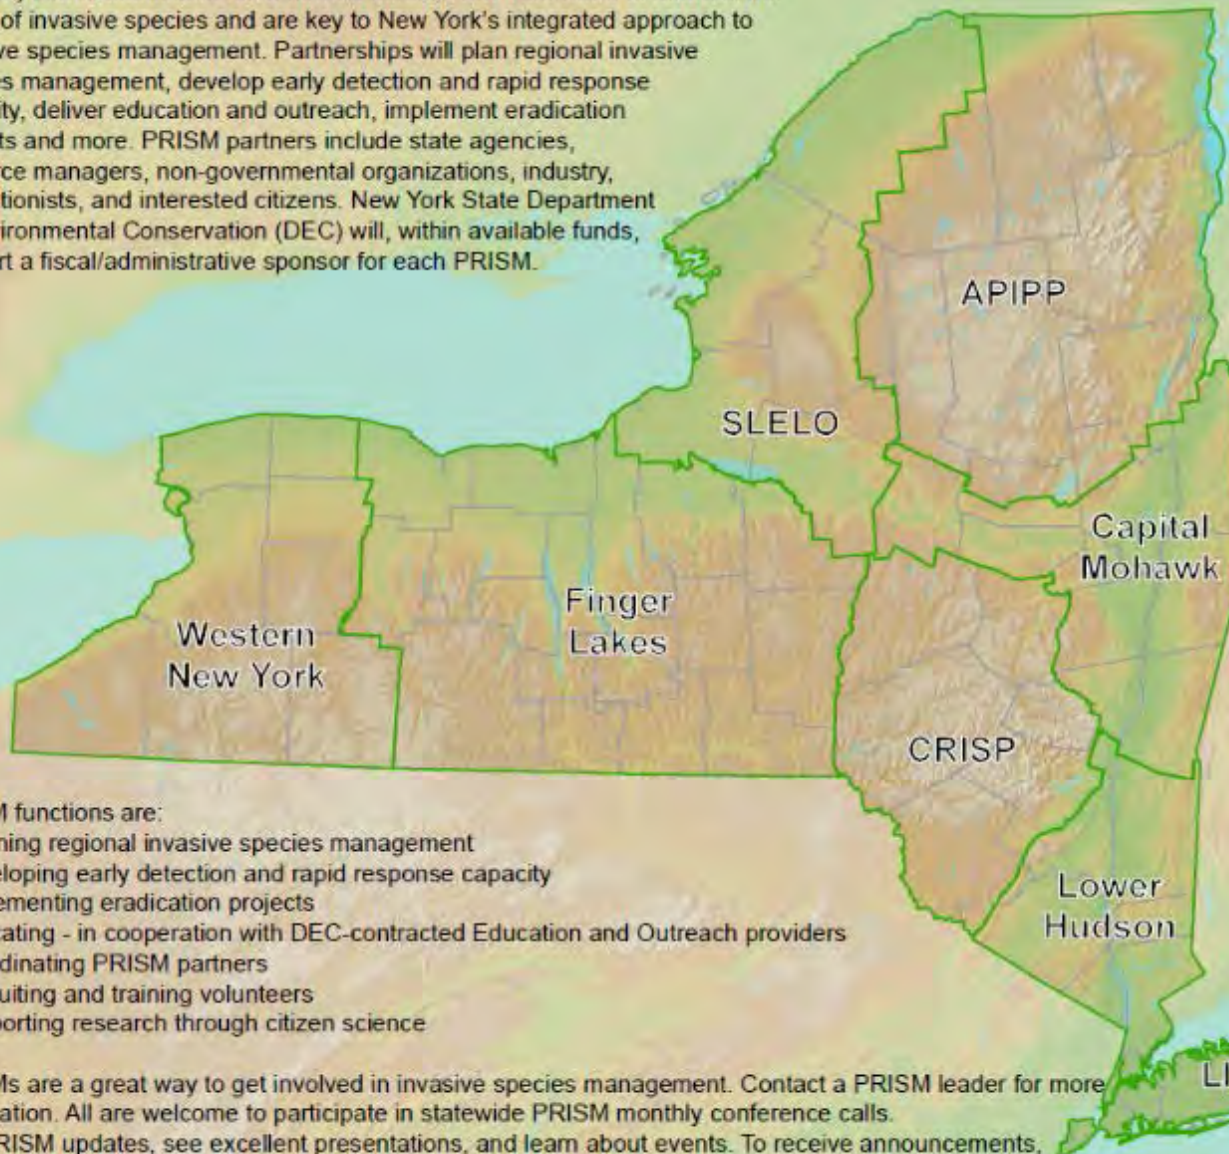 of invasive species and are key to New York's integrated approach to
ve species management. Partnerships will plan regional invasive
s management, develop early detection and rapid response
ity, deliver education and outreach, implement eradication
ts and more. PRISM partners include state agencies,
rce managers, non-governmental organizations, industry,
tionists, and interested citizens. New York State Department
vironmental Conservation (DEC) will, within available funds,
rt a fiscal/administrative sponsor for each PRISM.
APIPP
SLELO
Capital
Mohawk
Finger
Lakes
Western
New York
CRISP
Lower
Hudson
LI
M functions are:
ning regional invasive species management
eloping early detection and rapid response capacity
ementing eradication projects
ating - in cooperation with DEC-contracted Education and Outreach providers
dinating PRISM partners
uiting and training volunteers
porting research through citizen science
Ms are a great way to get involved in invasive species management. Contact a PRISM leader for more
ation. All are welcome to participate in statewide PRISM monthly conference calls.
RISM updates, see excellent presentations, and learn about events. To receive announcements,